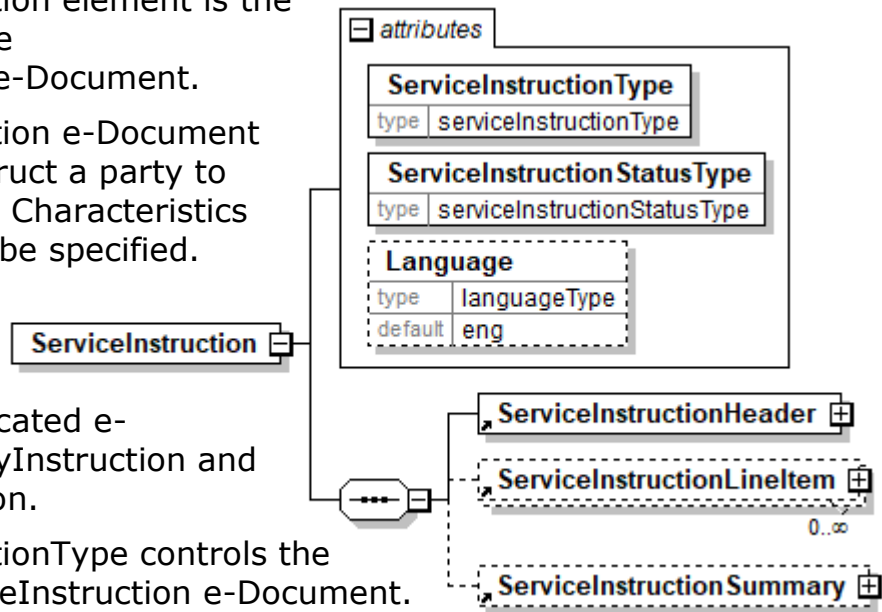 tion element is the
e
e-Document.
tion e-Document
ruct a party to
Characteristics
be specified.
attributes
ServiceInstructionType
type serviceInstructionType
ServiceInstructionStatusType
type serviceInstructionStatusType
Language
type languageType
default eng
ServiceInstruction
cated e-
yInstruction and
on.
tionType controls the
eInstruction e-Document.
ServiceInstructionHeader
ServiceInstructionLineItem
0..∞
ServiceInstructionSummary